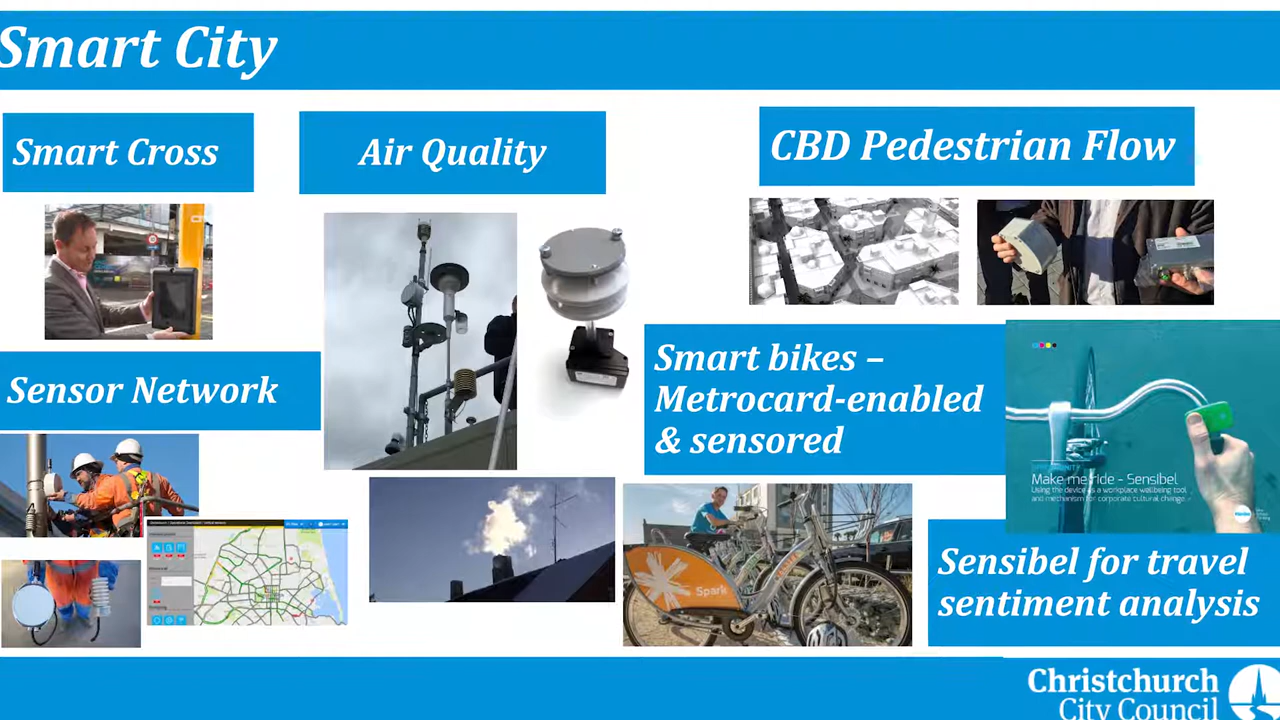 Smart City
Smart Cross
Air Quality
CBD Pedestrian Flow
Sensor Network
Smart bikes –
Metrocard-enabled
& sensored
Make me ride - Sensibel
Using the device as a workplace wellbeing tool
and mechanism for corporate cultural change.
Spark
Sensibel for travel
sentiment analysis
Christchurch
City Council